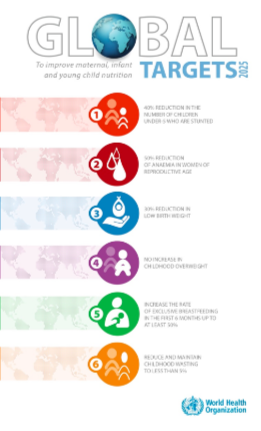 GLOBAL
To improve maternal, infant
and young child nutrition
TARGETS 2025
1
40% REDUCTION IN THE
NUMBER OF CHILDREN
UNDER 5 WHO ARE STUNTED
2
50% REDUCTION
OF ANAEMIA IN WOMEN OF
REPRODUCTIVE AGE
3
30% REDUCTION IN
LOW BIRTH WEIGHT
4
NO INCREASE IN
CHILDHOOD OVERWEIGHT
5
INCREASE THE RATE
OF EXCLUSIVE BREASTFEEDING
IN THE FIRST 6 MONTHS UP TO
AT LEAST 50%
6
REDUCE AND MAINTAIN
CHILDHOOD WASTING
TO LESS THAN 5%
World Health
Organization